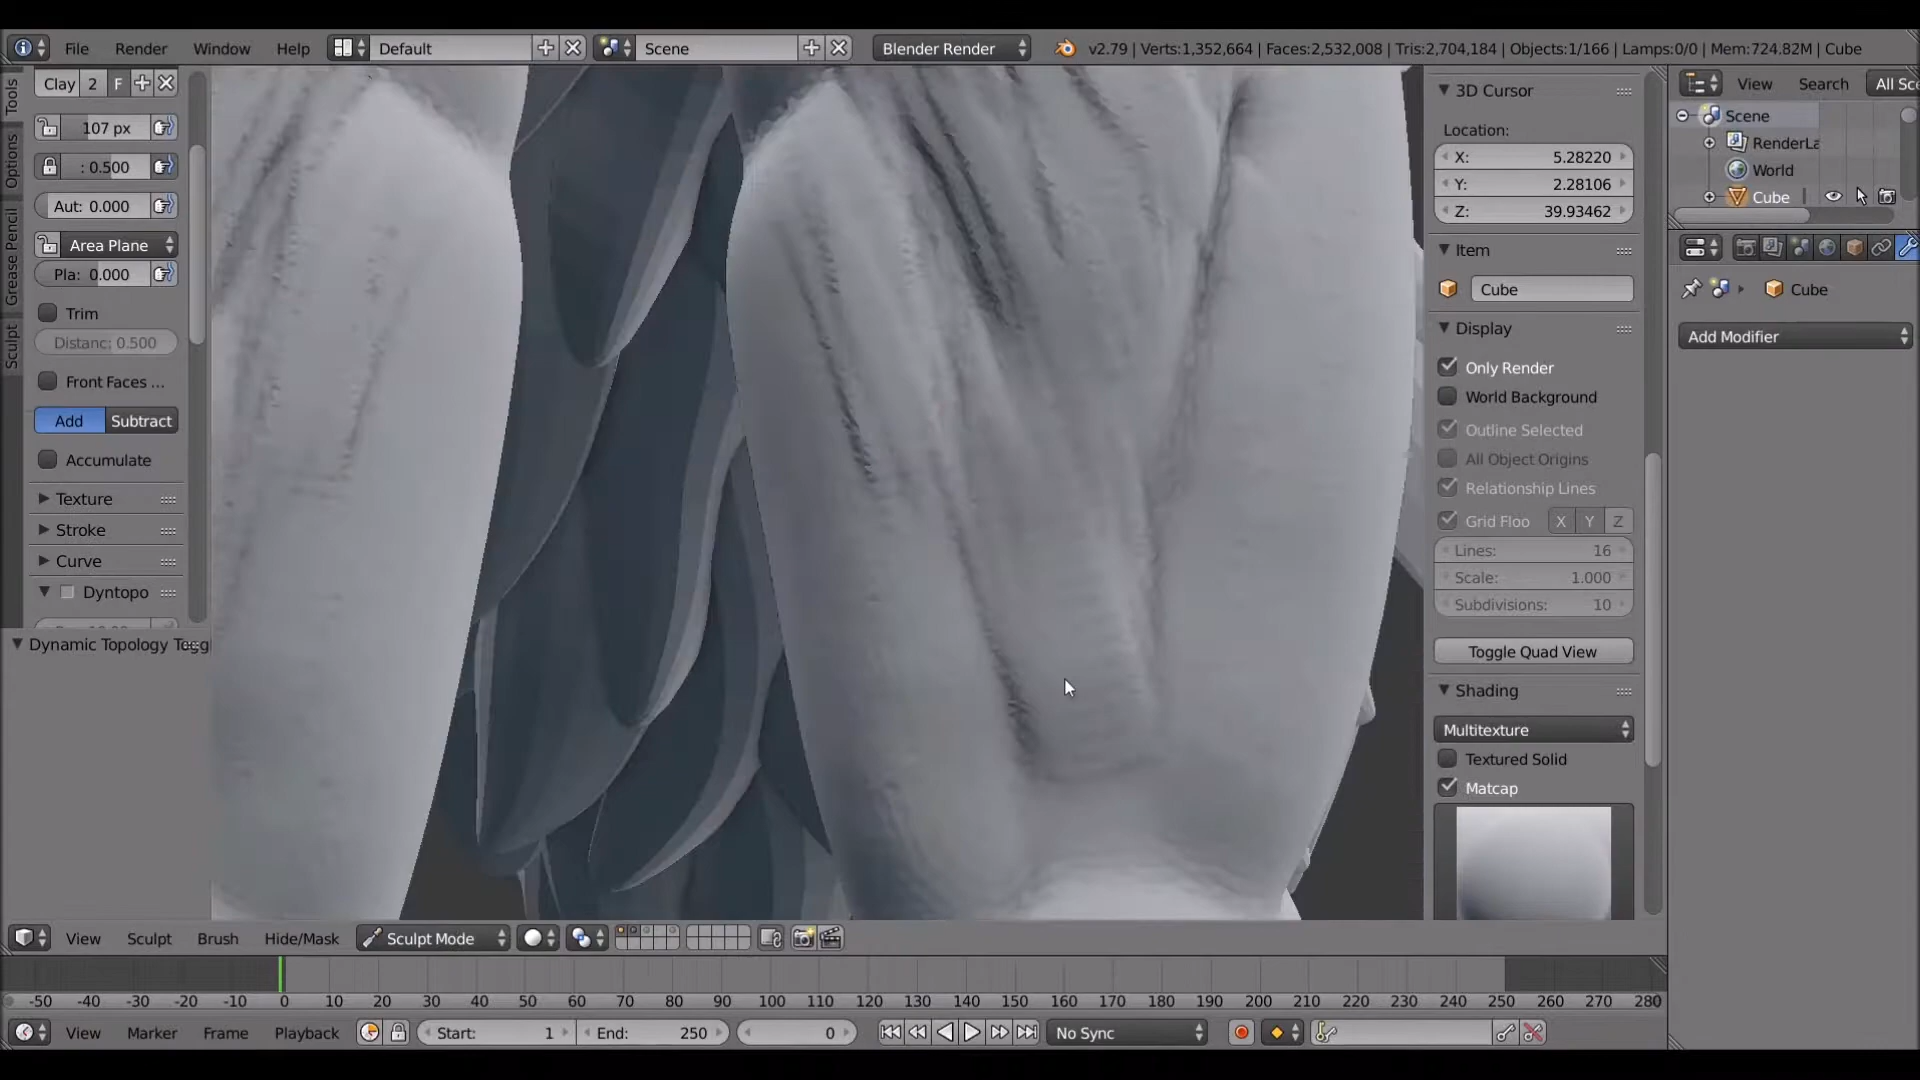 File Render Window Help Default Scene Blender Render v2.79 | Verts:1,352,664 | Faces:2,532,008 | Tris:2,704,184 | Objects:1/166 | Lamps:0/0 | Mem:724.82M | Cube
Tools
Options
Grease Pencil
Sculpt
Clay 2 F
107 px
: 0.500
Aut: 0.000
Area Plane
Pla: 0.000
Trim
Distanc: 0.500
Front Faces ...
Add Subtract
Accumulate
Texture
Stroke
Curve
Dyntopo
Dynamic Topology Togg
3D Cursor
Location:
X: 5.28220
Y: 2.28106
Z: 39.93462
Item
Cube
Display
Only Render
World Background
Outline Selected
All Object Origins
Relationship Lines
Grid Floo X Y Z
Lines: 16
Scale: 1.000
Subdivisions: 10
Toggle Quad View
Shading
Multitexture
Textured Solid
Matcap
View Search All Sce
Scene
RenderLa
World
Cube
Cube
Add Modifier
View Sculpt Brush Hide/Mask Sculpt Mode
-50 -40 -30 -20 -10 0 10 20 30 40 50 60 70 80 90 100 110 120 130 140 150 160 170 180 190 200 210 220 230 240 250 260 270 280
View Marker Frame Playback Start: 1 End: 250 0 No Sync